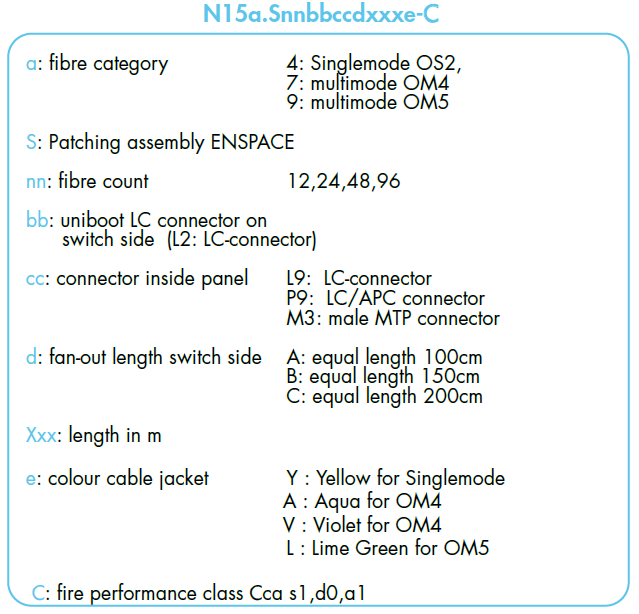 N15a.Snnbbccdxxxe-C
a: fibre category 4: Singlemode OS2,
7: multimode OM4
9: multimode OM5
S: Patching assembly ENSPACE
nn: fibre count 12,24,48,96
bb: uniboot LC connector on
switch side (L2: LC-connector)
cc: connector inside panel L9: LC-connector
P9: LC/APC connector
M3: male MTP connector
d: fan-out length switch side A: equal length 100cm
B: equal length 150cm
C: equal length 200cm
Xxx: length in m
e: colour cable jacket Y : Yellow for Singlemode
A : Aqua for OM4
V : Violet for OM4
L : Lime Green for OM5
C: fire performance class Cca s1,d0,a1